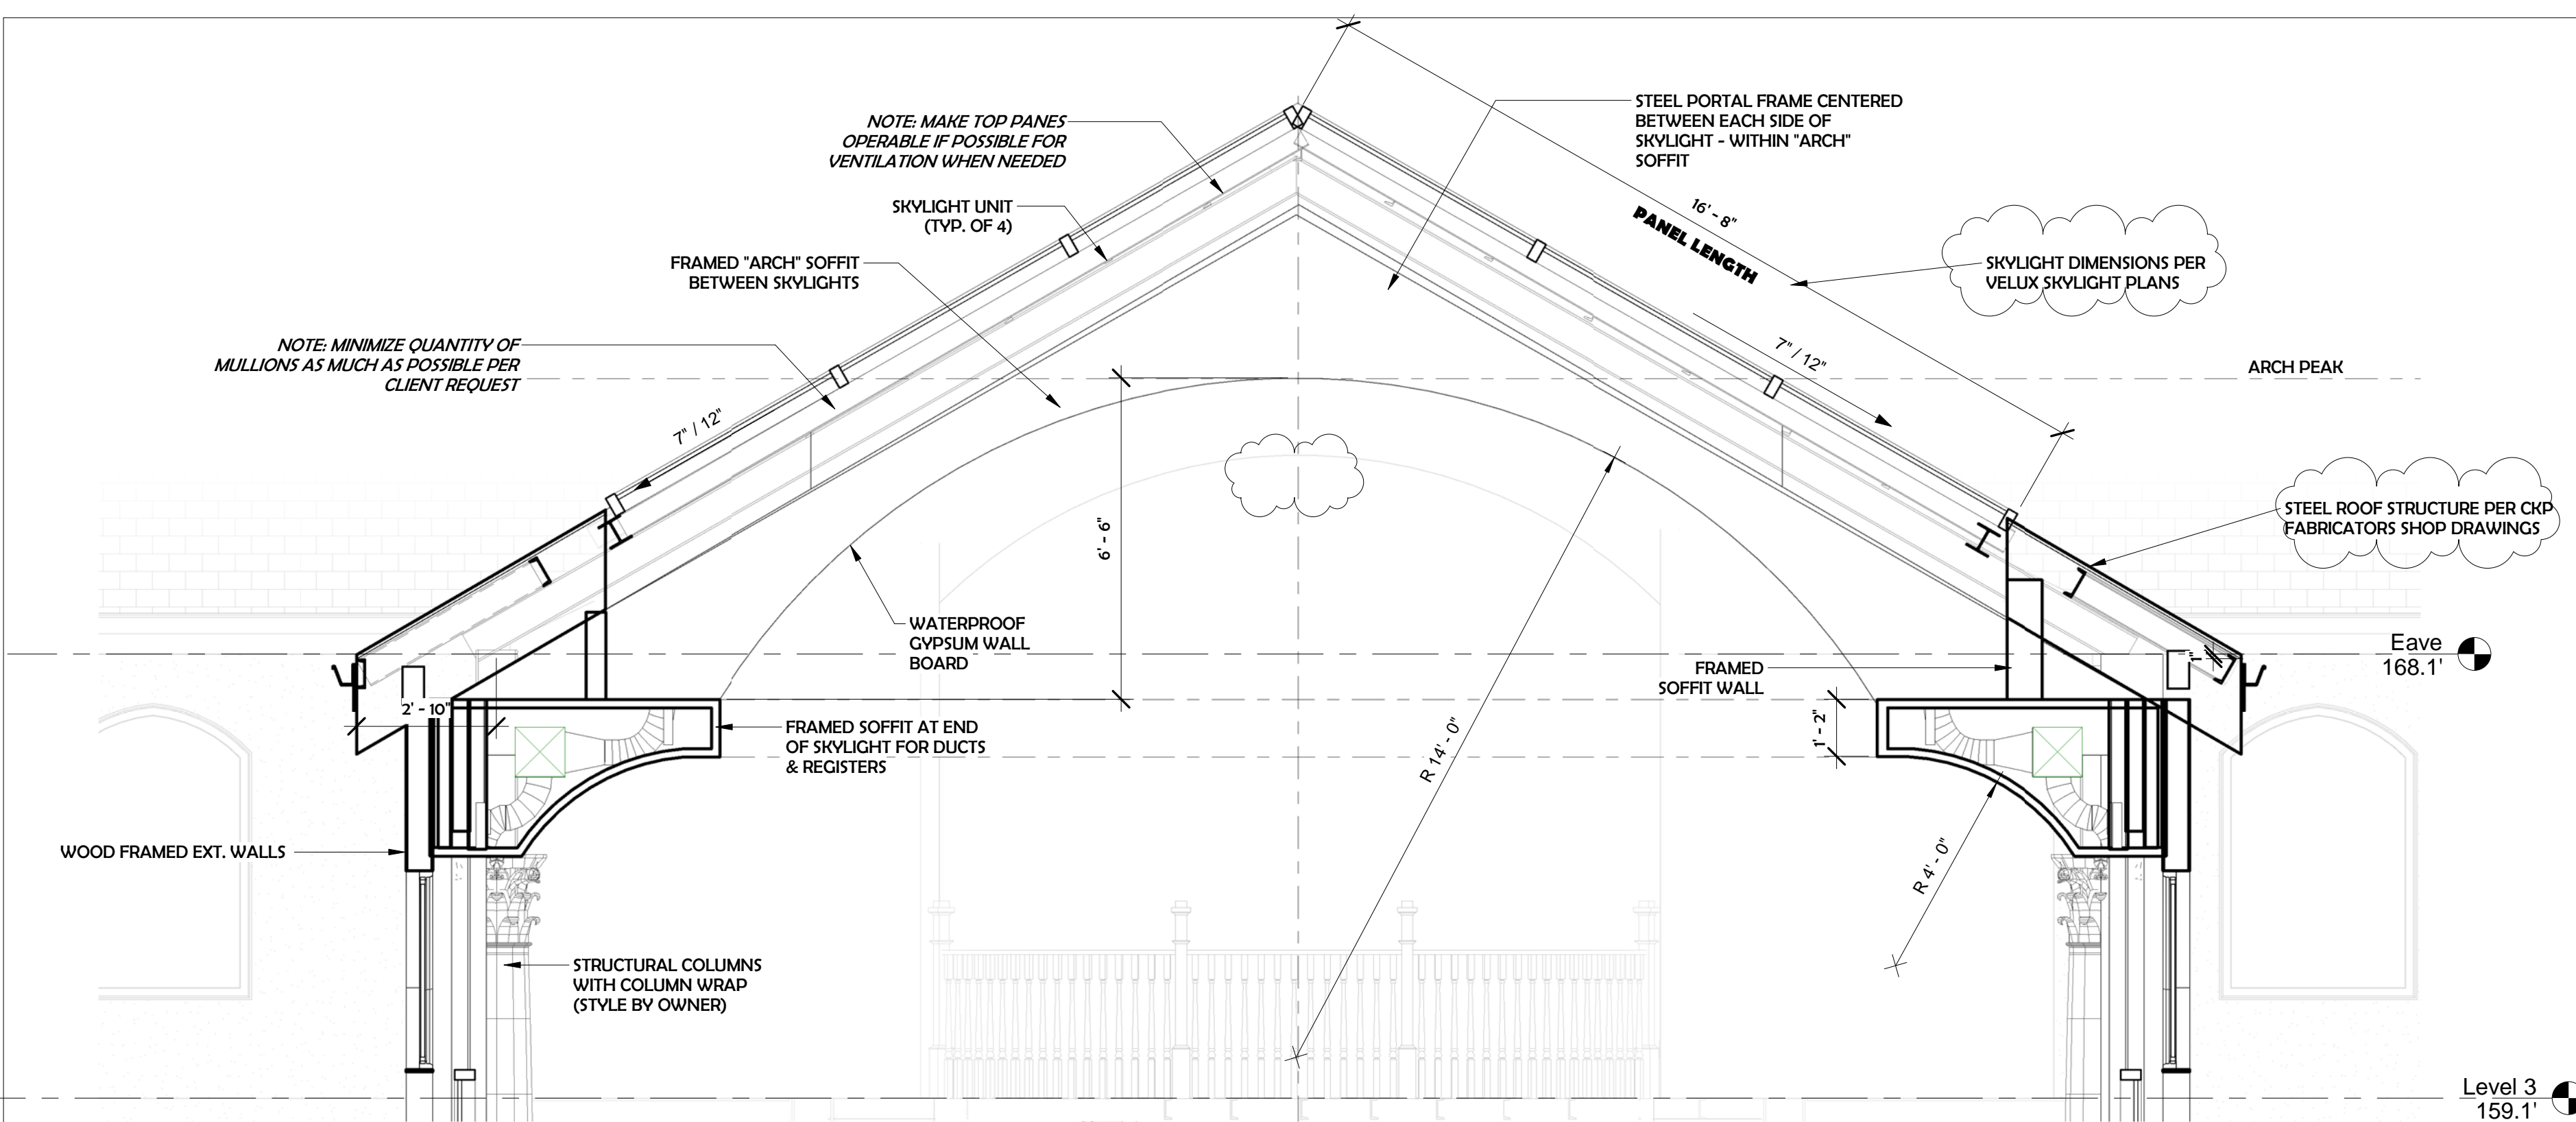 NOTE: MAKE TOP PANES
OPERABLE IF POSSIBLE FOR
VENTILATION WHEN NEEDED
SKYLIGHT UNIT
(TYP. OF 4)
FRAMED "ARCH" SOFFIT
BETWEEN SKYLIGHTS
NOTE: MINIMIZE QUANTITY OF
MULLIONS AS MUCH AS POSSIBLE PER
CLIENT REQUEST
7" / 12"
STEEL PORTAL FRAME CENTERED
BETWEEN EACH SIDE OF
SKYLIGHT - WITHIN "ARCH"
SOFFIT
16' - 8"
PANEL LENGTH
SKYLIGHT DIMENSIONS PER
VELUX SKYLIGHT PLANS
7" / 12"
ARCH PEAK
STEEL ROOF STRUCTURE PER CKP
FABRICATORS SHOP DRAWINGS
6' - 6"
WATERPROOF
GYPSUM WALL
BOARD
FRAMED
SOFFIT WALL
1"
Eave
168.1'
2' - 10"
FRAMED SOFFIT AT END
OF SKYLIGHT FOR DUCTS
& REGISTERS
R 14' - 0"
1' - 2"
R 4' - 0"
WOOD FRAMED EXT. WALLS
STRUCTURAL COLUMNS
WITH COLUMN WRAP
(STYLE BY OWNER)
Level 3
159.1'